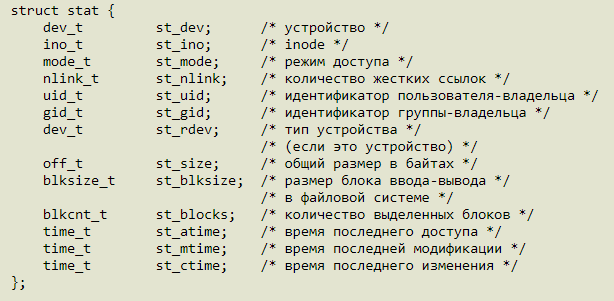 struct stat {
    dev_t       st_dev;      /* устройство */
    ino_t       st_ino;      /* inode */
    mode_t      st_mode;     /* режим доступа */
    nlink_t     st_nlink;    /* количество жестких ссылок */
    uid_t       st_uid;      /* идентификатор пользователя-владельца */
    gid_t       st_gid;      /* идентификатор группы-владельца */
    dev_t       st_rdev;     /* тип устройства */
                             /* (если это устройство) */
    off_t       st_size;     /* общий размер в байтах */
    blksize_t   st_blksize;  /* размер блока ввода-вывода */
                             /* в файловой системе */
    blkcnt_t    st_blocks;   /* количество выделенных блоков */
    time_t      st_atime;    /* время последнего доступа */
    time_t      st_mtime;    /* время последней модификации */
    time_t      st_ctime;    /* время последнего изменения */
};